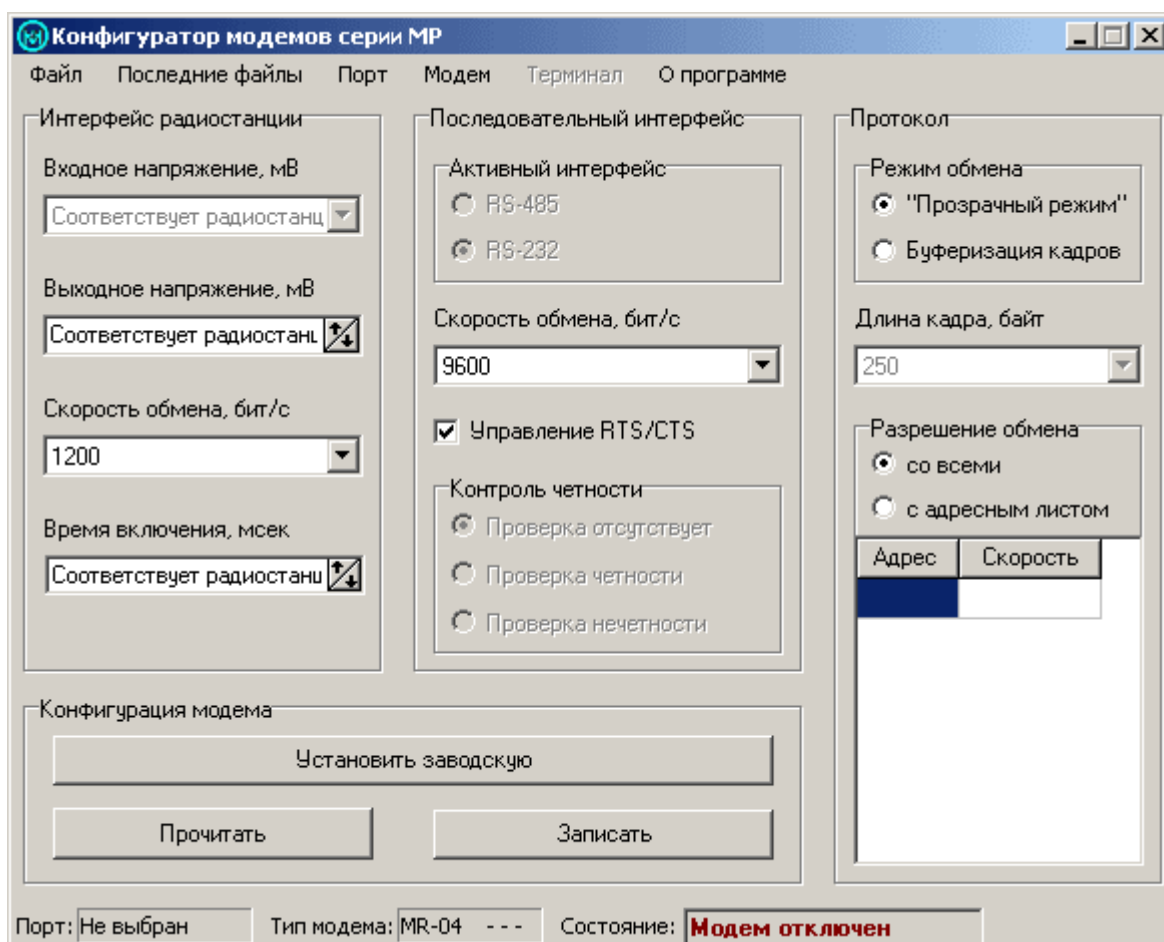 Конфигуратор модемов серии МР
Файл Последние файлы Порт Модем Терминал О программе
Интерфейс радиостанции
Входное напряжение, мВ
Соответствует радиостанц
Выходное напряжение, мВ
Соответствует радиостанц
Скорость обмена, бит/с
1200
Время включения, мсек
Соответствует радиостанц
Последовательный интерфейс
Активный интерфейс
RS-485
RS-232
Скорость обмена, бит/с
9600
Управление RTS/CTS
Контроль четности
Проверка отсутствует
Проверка четности
Проверка нечетности
Протокол
Режим обмена
"Прозрачный режим"
Буферизация кадров
Длина кадра, байт
250
Разрешение обмена
со всеми
с адресным листом
Адрес Скорость
Конфигурация модема
Установить заводскую
Прочитать Записать
Порт: Не выбран Тип модема: MR-04 --- Состояние: Модем отключен